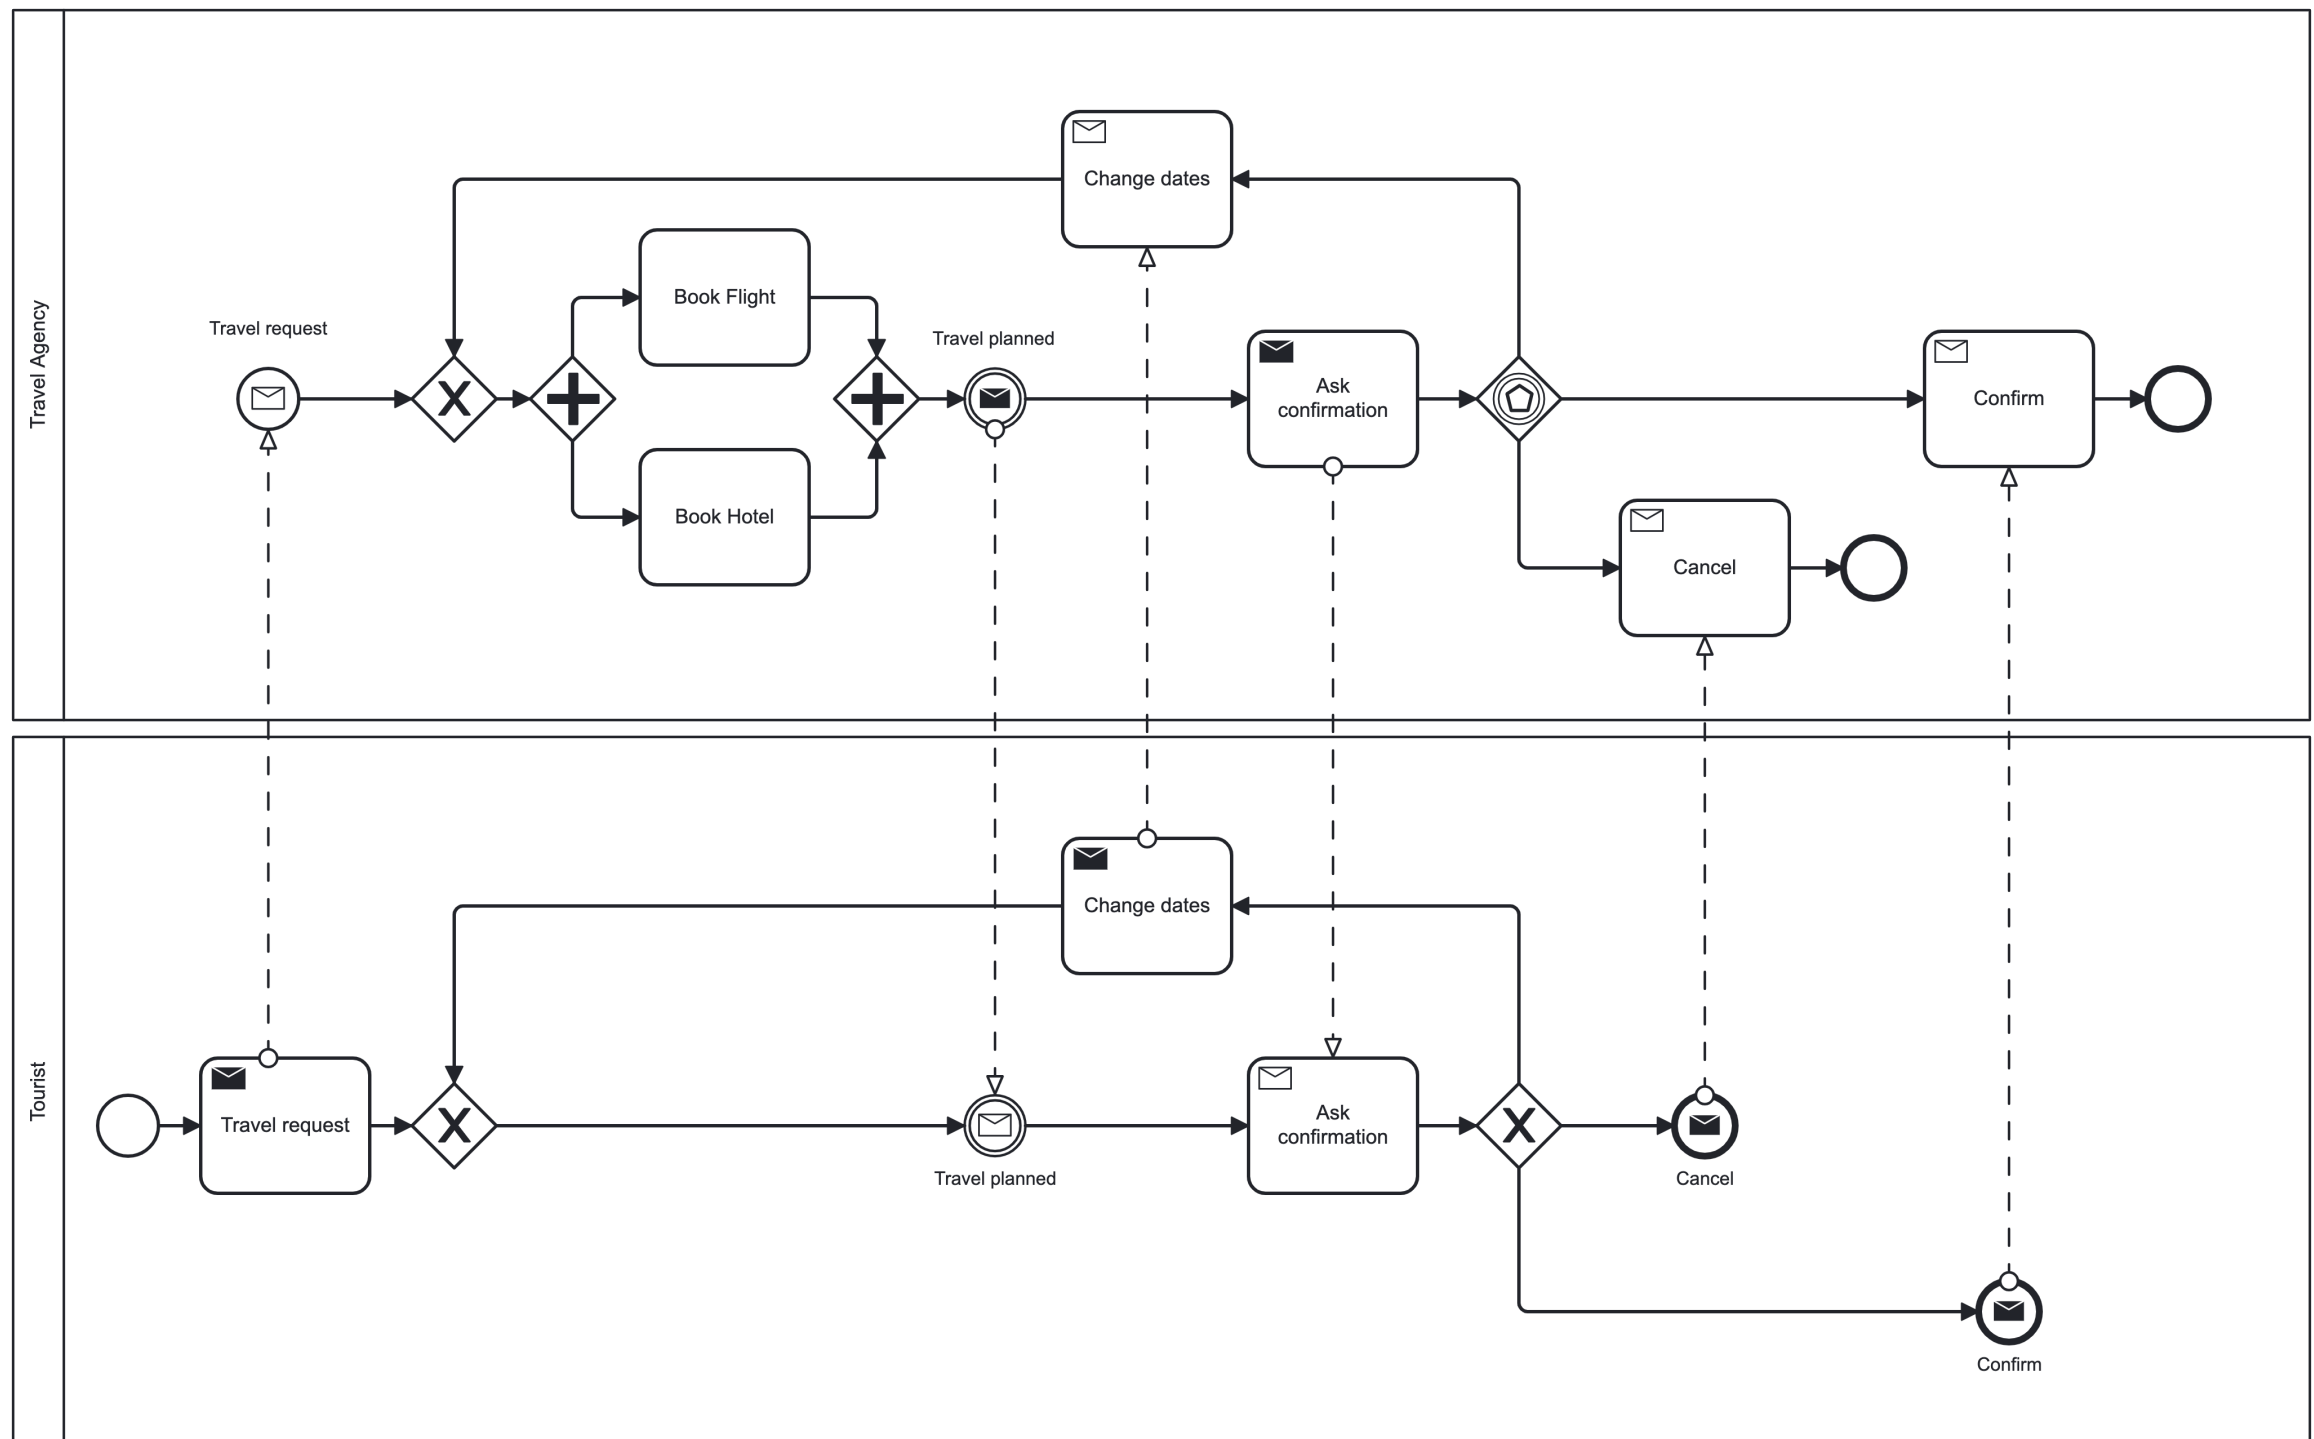 Travel Agency
Change dates
Book Flight
Travel request
Travel planned
Ask
confirmation
Confirm
Book Hotel
Cancel
Tourist
Change dates
Travel request
Ask
confirmation
Travel planned
Cancel
Confirm